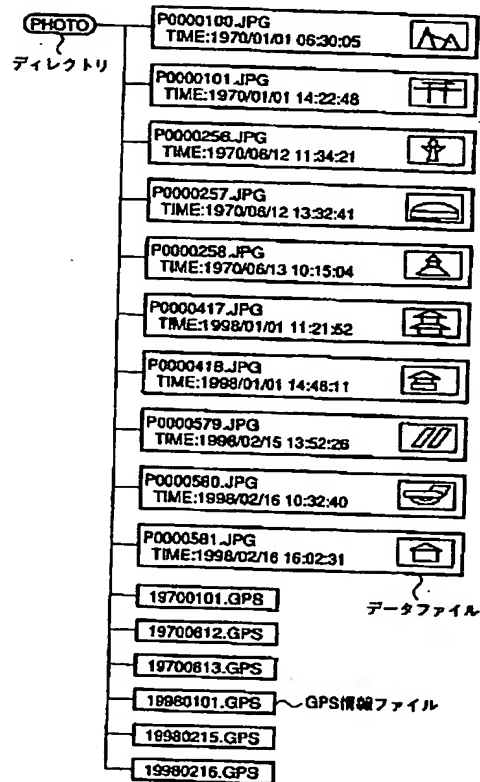 PHOTO
ディレクトリ
P0000100.JPG
TIME:1970/01/01 06:30:05
P0000101.JPG
TIME:1970/01/01 14:22:48
P0000256.JPG
TIME:1970/06/12 11:34:21
P0000257.JPG
TIME:1970/06/12 13:32:41
P0000258.JPG
TIME:1970/06/13 10:15:04
P0000417.JPG
TIME:1998/01/01 11:21:52
P0000418.JPG
TIME:1998/01/01 14:46:11
P0000579.JPG
TIME:1998/02/15 13:52:26
P0000580.JPG
TIME:1998/02/16 10:32:40
P0000581.JPG
TIME:1998/02/16 16:02:31
データファイル
19700101.GPS
19700612.GPS
19700613.GPS
19980101.GPS
GPS情報ファイル
19980215.GPS
19980216.GPS